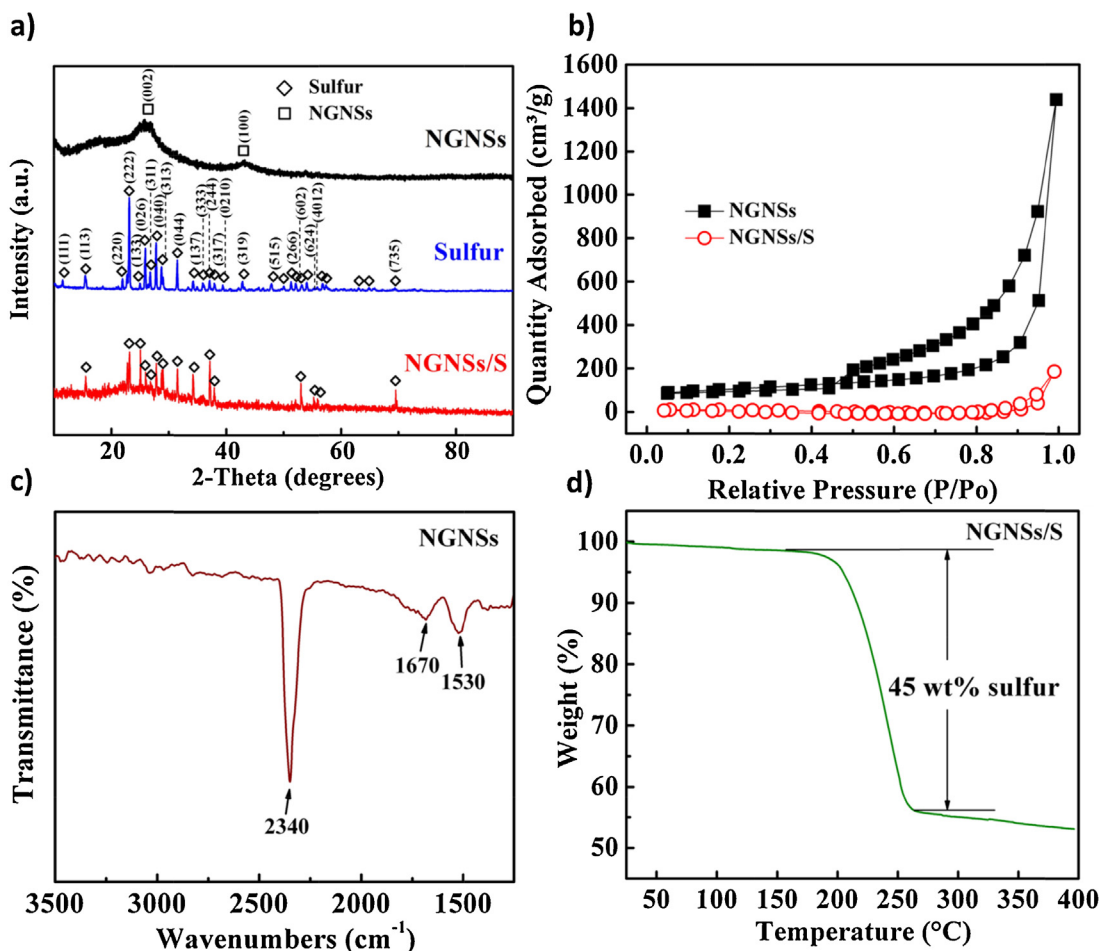 a)
Intensity (a.u.)
◇ Sulfur
□ NGNSs
(002)
(100)
NGNSs
(111)
(113)
(220)
(222)
(133)
(026)
(311)
(040)
(313)
(044)
(137)
(333)
(244)
(317)
(0210)
(319)
(515)
(266)
(602)
(624)
(4012)
(735)
Sulfur
NGNSs/S
20
40
60
80
2-Theta (degrees)
b)
Quantity Adsorbed (cm³/g)
1600
1400
1200
1000
800
600
400
200
0
NGNSs
NGNSs/S
0.0
0.2
0.4
0.6
0.8
1.0
Relative Pressure (P/Po)
c)
Transmittance (%)
NGNSs
1670
1530
2340
3500
2500
1500
Wavenumbers (cm⁻¹)
d)
Weight (%)
NGNSs/S
100
90
80
70
60
50
45 wt% sulfur
50
100
150
200
250
300
350
400
Temperature (°C)